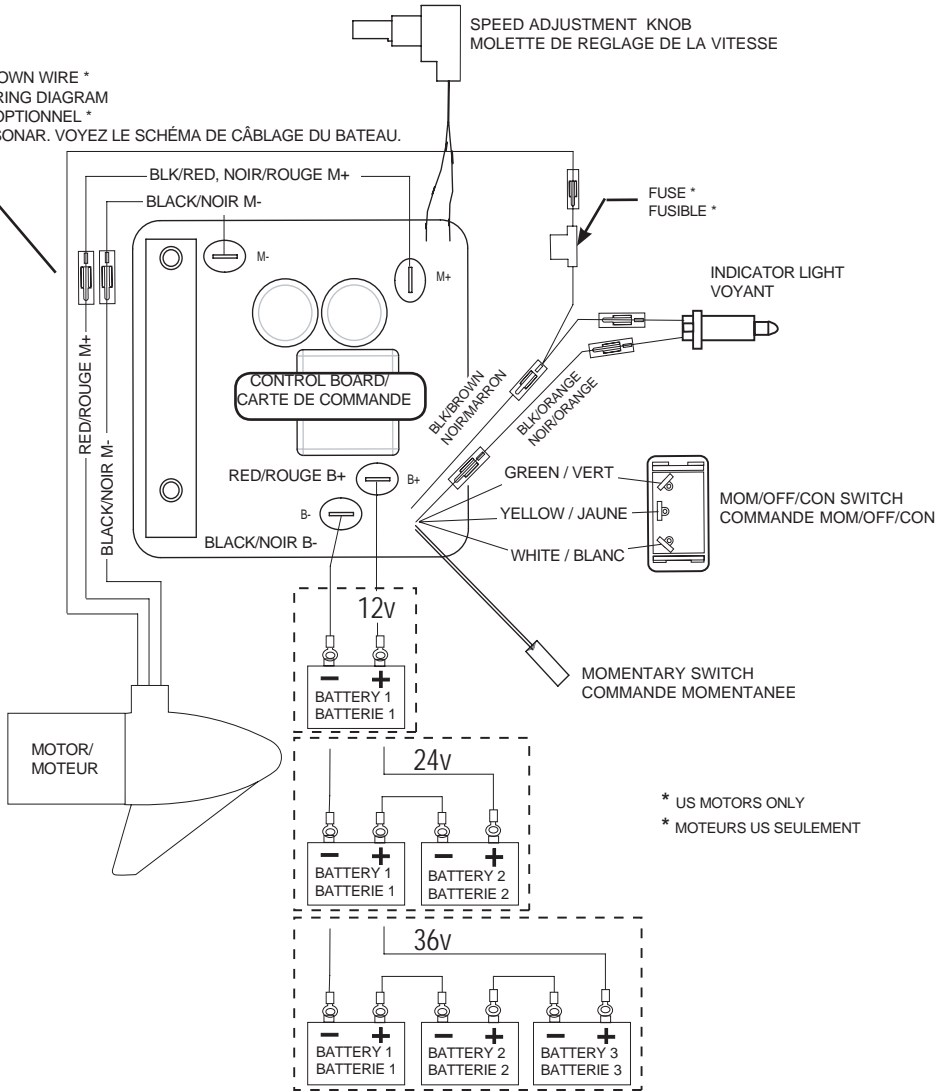 SPEED ADJUSTMENT KNOB
MOLETTE DE REGLAGE DE LA VITESSE
OWN WIRE *
RING DIAGRAM
OPTIONNEL *
SONAR. VOYEZ LE SCHÉMA DE CÂBLAGE DU BATEAU.
BLK/RED, NOIR/ROUGE M+
BLACK/NOIR M-
FUSE *
FUSIBLE *
M-
M+
INDICATOR LIGHT
VOYANT
RED/ROUGE M+
BLACK/NOIR M-
CONTROL BOARD/
CARTE DE COMMANDE
BLK/BROWN
NOIR/MARRON
BLK/ORANGE
NOIR/ORANGE
RED/ROUGE B+
B+
B-
BLACK/NOIR B-
GREEN / VERT
YELLOW / JAUNE
WHITE / BLANC
MOM/OFF/CON SWITCH
COMMANDE MOM/OFF/CON
12v
BATTERY 1
BATTERIE 1
MOMENTARY SWITCH
COMMANDE MOMENTANEE
MOTOR/
MOTEUR
24v
BATTERY 1
BATTERIE 1
BATTERY 2
BATTERIE 2
* US MOTORS ONLY
* MOTEURS US SEULEMENT
36v
BATTERY 1
BATTERIE 1
BATTERY 2
BATTERIE 2
BATTERY 3
BATTERIE 3